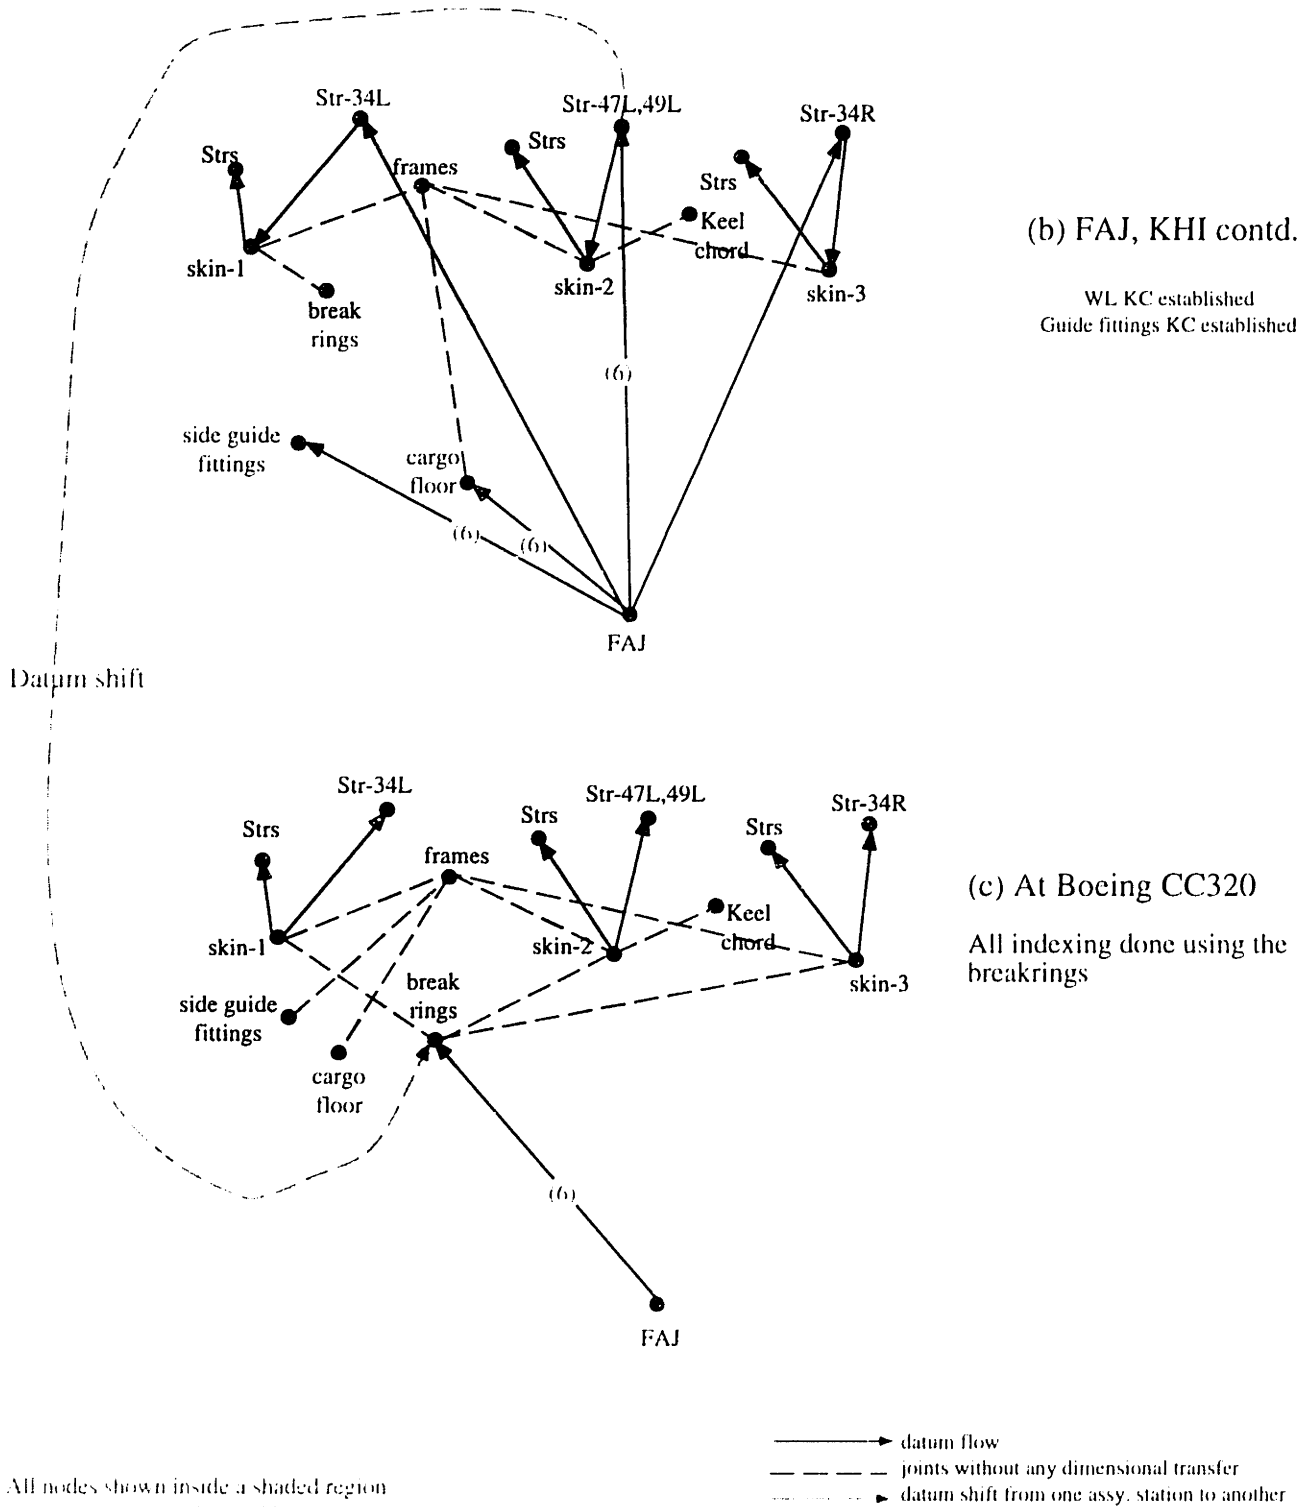 Str-34L
Str-47L,49L
Str-34R
Strs
frames
Strs
Strs
Keel
chord
skin-1
skin-2
skin-3
break
rings
(b) FAJ, KHI contd.
WL KC established
Guide fittings KC established
(6)
side guide
fittings
cargo
floor
(6)
(6)
FAJ
Datum shift
Str-34L
Str-47L,49L
Str-34R
Strs
Strs
Strs
frames
Keel
chord
skin-1
skin-2
skin-3
break
rings
side guide
fittings
cargo
floor
(c) At Boeing CC320
All indexing done using the
breakrings
(6)
FAJ
datum flow
joints without any dimensional transfer
datum shift from one assy. station to another
All nodes shown inside a shaded region